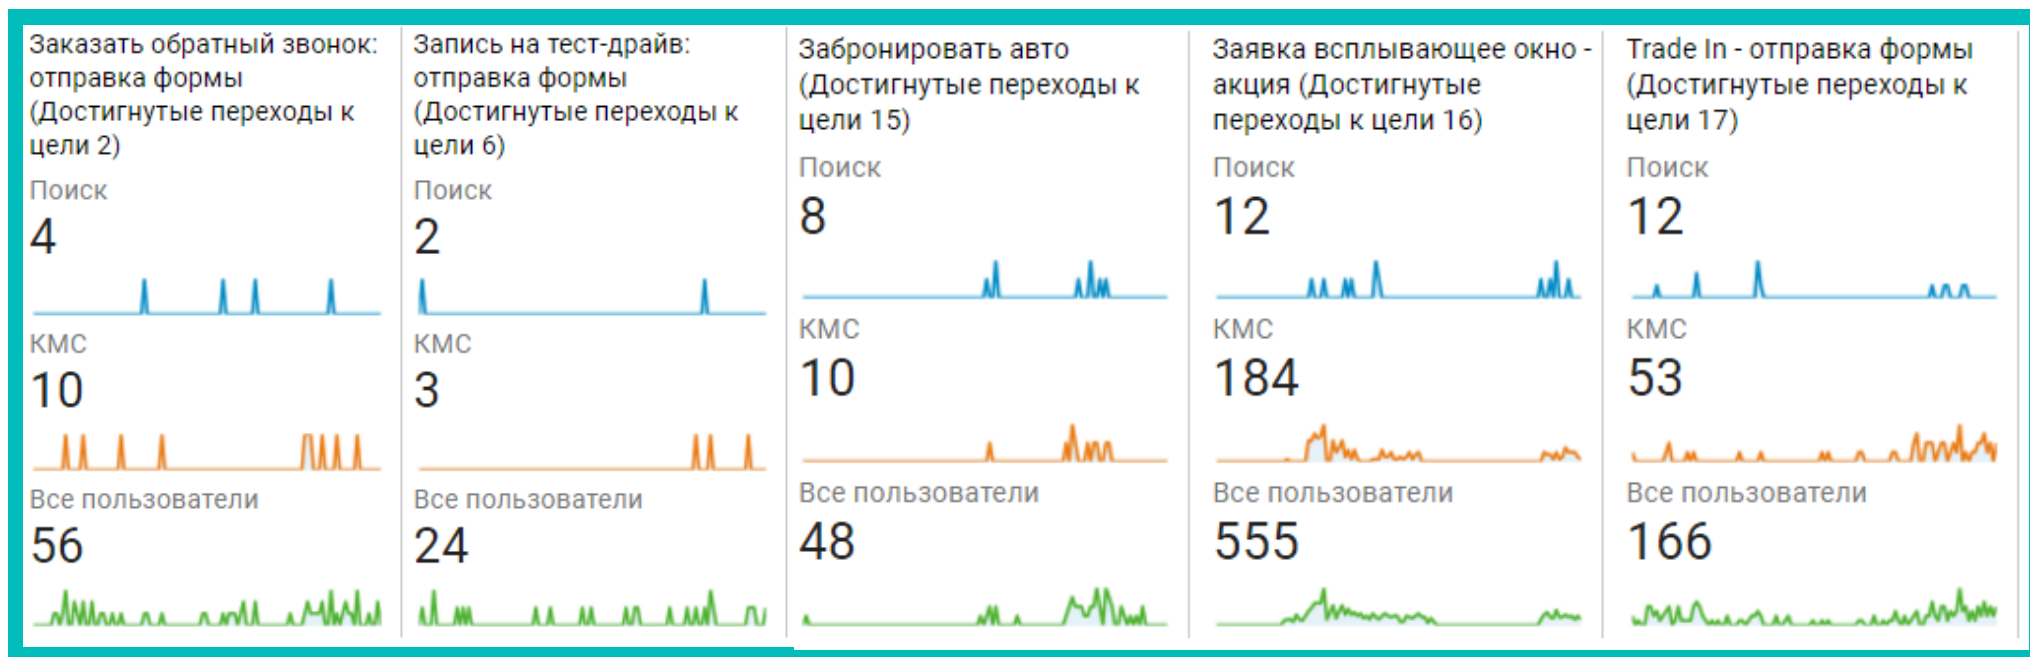 Заказать обратный звонок:
отправка формы
(Достигнутые переходы к
цели 2)
Поиск
4
КМС
10
Все пользователи
56
Запись на тест-драйв:
отправка формы
(Достигнутые переходы к
цели 6)
Поиск
2
КМС
3
Все пользователи
24
Забронировать авто
(Достигнутые переходы к
цели 15)
Поиск
8
КМС
10
Все пользователи
48
Заявка всплывающее окно -
акция (Достигнутые
переходы к цели 16)
Поиск
12
КМС
184
Все пользователи
555
Trade In - отправка формы
(Достигнутые переходы к
цели 17)
Поиск
12
КМС
53
Все пользователи
166